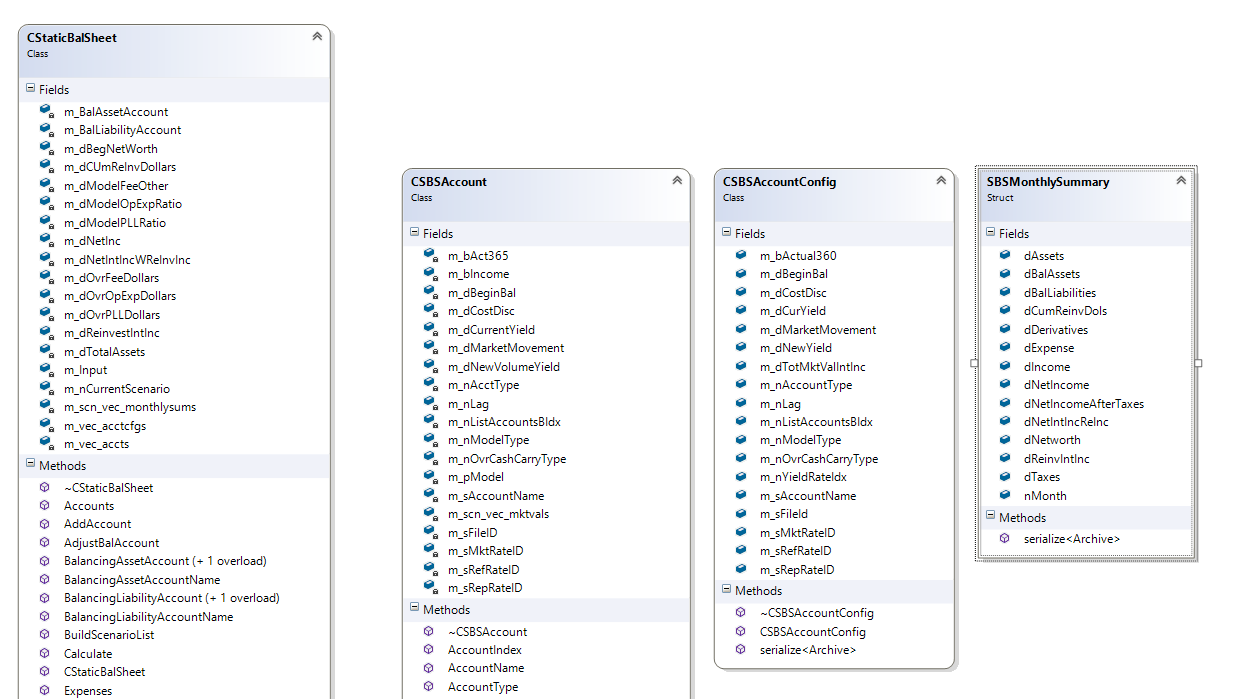 CStaticBalSheet
Class
Fields
m_BalAssetAccount
m_BalLiabilityAccount
m_dBegNetWorth
m_dCUmReInvDollars
m_dModelFeeOther
m_dModelOpExpRatio
m_dModelPLLRatio
m_dNetInc
m_dNetIntIncWReInvInc
m_dOvrFeeDollars
m_dOvrOpExpDollars
m_dOvrPLLDollars
m_dReinvestIntInc
m_dTotalAssets
m_Input
m_nCurrentScenario
m_scn_vec_monthlysums
m_vec_acctcfgs
m_vec_accts
Methods
~CStaticBalSheet
Accounts
AddAccount
AdjustBalAccount
BalancingAssetAccount (+ 1 overload)
BalancingAssetAccountName
BalancingLiabilityAccount (+ 1 overload)
BalancingLiabilityAccountName
BuildScenarioList
Calculate
CStaticBalSheet
Expenses
CSBSAccount
Class
Fields
m_bAct365
m_bIncome
m_dBeginBal
m_dCostDisc
m_dCurrentYield
m_dMarketMovement
m_dNewVolumeYield
m_nAcctType
m_nLag
m_nListAccountsBIdx
m_nModelType
m_nOvrCashCarryType
m_pModel
m_sAccountName
m_scn_vec_mktvals
m_sFileID
m_sMktRateID
m_sRefRateID
m_sRepRateID
Methods
~CSBSAccount
AccountIndex
AccountName
AccountType
CSBSAccountConfig
Class
Fields
m_bActual360
m_dBeginBal
m_dCostDisc
m_dCurYield
m_dMarketMovement
m_dNewYield
m_dTotMktValIntInc
m_nAccountType
m_nLag
m_nListAccountsBIdx
m_nModelType
m_nOvrCashCarryType
m_nYieldRateIdx
m_sAccountName
m_sFileId
m_sMktRateID
m_sRefRateID
m_sRepRateID
Methods
~CSBSAccountConfig
CSBSAccountConfig
serialize<Archive>
SBSMonthlySummary
Struct
Fields
dAssets
dBalAssets
dBalLiabilities
dCumReinvDols
dDerivatives
dExpense
dIncome
dNetIncome
dNetIncomeAfterTaxes
dNetIntIncReInc
dNetworth
dReinvIntInc
dTaxes
nMonth
Methods
serialize<Archive>